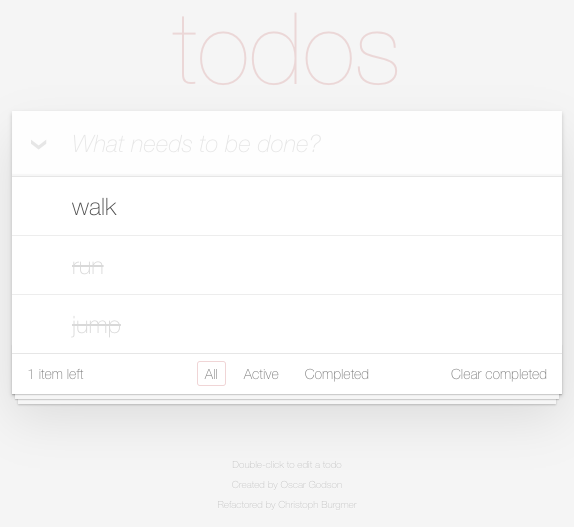 todos
What needs to be done?
walk
run
jump
1 item left All Active Completed Clear completed
Double-click to edit a todo
Created by Oscar Godson
Refactored by Christoph Burgmer